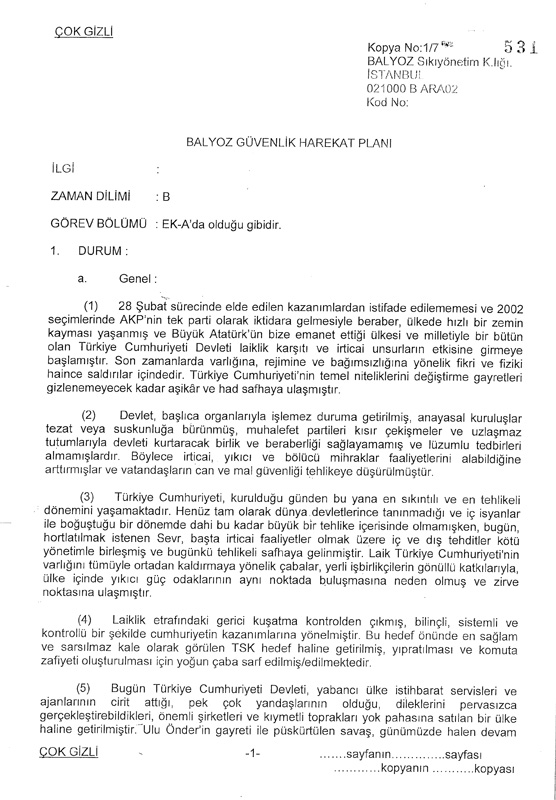 ÇOK GİZLİ
Kopya No:1/7 531
BALYOZ Sıkıyönetim K.lığı.
İSTANBUL
021000 B ARA02
Kod No:
BALYOZ GÜVENLİK HAREKAT PLANI
İLGİ :
ZAMAN DİLİMİ : B
GÖREV BÖLÜMÜ : EK-A'da olduğu gibidir.
1. DURUM :
a. Genel :
(1) 28 Şubat sürecinde elde edilen kazanımlardan istifade edilememesi ve 2002
seçimlerinde AKP'nin tek parti olarak iktidara gelmesiyle beraber, ülkede hızlı bir zemin
kayması yaşanmış ve Büyük Atatürk'ün bize emanet ettiği ülkesi ve milletiyle bir bütün
olan Türkiye Cumhuriyeti Devleti laiklik karşıtı ve irticai unsurların etkisine girmeye
başlamıştır. Son zamanlarda varlığına, rejimine ve bağımsızlığına yönelik fikri ve fiziki
haince saldırılar içindedir. Türkiye Cumhuriyeti'nin temel niteliklerini değiştirme gayretleri
gizlenemeyecek kadar aşikâr ve had safhaya ulaşmıştır.
(2) Devlet, başlıca organlarıyla işlemez duruma getirilmiş, anayasal kuruluşlar
tezat veya suskunluğa bürünmüş, muhalefet partileri kısır çekişmeler ve uzlaşmaz
tutumlarıyla devleti kurtaracak birlik ve beraberliği sağlayamamış ve lüzumlu tedbirleri
almamışlardır. Böylece irticai, yıkıcı ve bölücü mihraklar faaliyetlerini alabildiğine
arttırmışlar ve vatandaşların can ve mal güvenliği tehlikeye düşürülmüştür.
(3) Türkiye Cumhuriyeti, kurulduğu günden bu yana en sıkıntılı ve en tehlikeli
dönemini yaşamaktadır. Henüz tam olarak dünya devletlerince tanınmadığı ve iç isyanlar
ile boğuştuğu bir dönemde dahi bu kadar büyük bir tehlike içerisinde olmamışken, bugün,
hortlatılmak istenen Sevr, başta irticai faaliyetler olmak üzere iç ve dış tehditler kötü
yönetimle birleşmiş ve bugünkü tehlikeli safhaya gelinmiştir. Laik Türkiye Cumhuriyeti'nin
varlığını tümüyle ortadan kaldırmaya yönelik çabalar, yerli işbirlikçilerin gönüllü katkılarıyla,
ülke içinde yıkıcı güç odaklarının aynı noktada buluşmasına neden olmuş ve zirve
noktasına ulaşmıştır.
(4) Laiklik etrafındaki gerici kuşatma kontrolden çıkmış, bilinçli, sistemli ve
kontrollü bir şekilde cumhuriyetin kazanımlarına yönelmiştir. Bu hedef önünde en sağlam
ve sarsılmaz kale olarak görülen TSK hedef haline getirilmiş, yıpratılması ve komuta
zafiyeti oluşturulması için yoğun çaba sarf edilmiş/edilmektedir.
(5) Bugün Türkiye Cumhuriyeti Devleti, yabancı ülke istihbarat servisleri ve
ajanlarının cirit attığı, pek çok yandaşlarının olduğu, dileklerini pervasızca
gerçekleştirebildikleri, önemli şirketleri ve kıymetli toprakları yok pahasına satılan bir ülke
haline getirilmiştir. Ulu Önder'in gayreti ile püskürtülen savaş, günümüzde halen devam
ÇOK GİZLİ -1- .......sayfanın.............sayfası
............kopyanın ...........kopyası